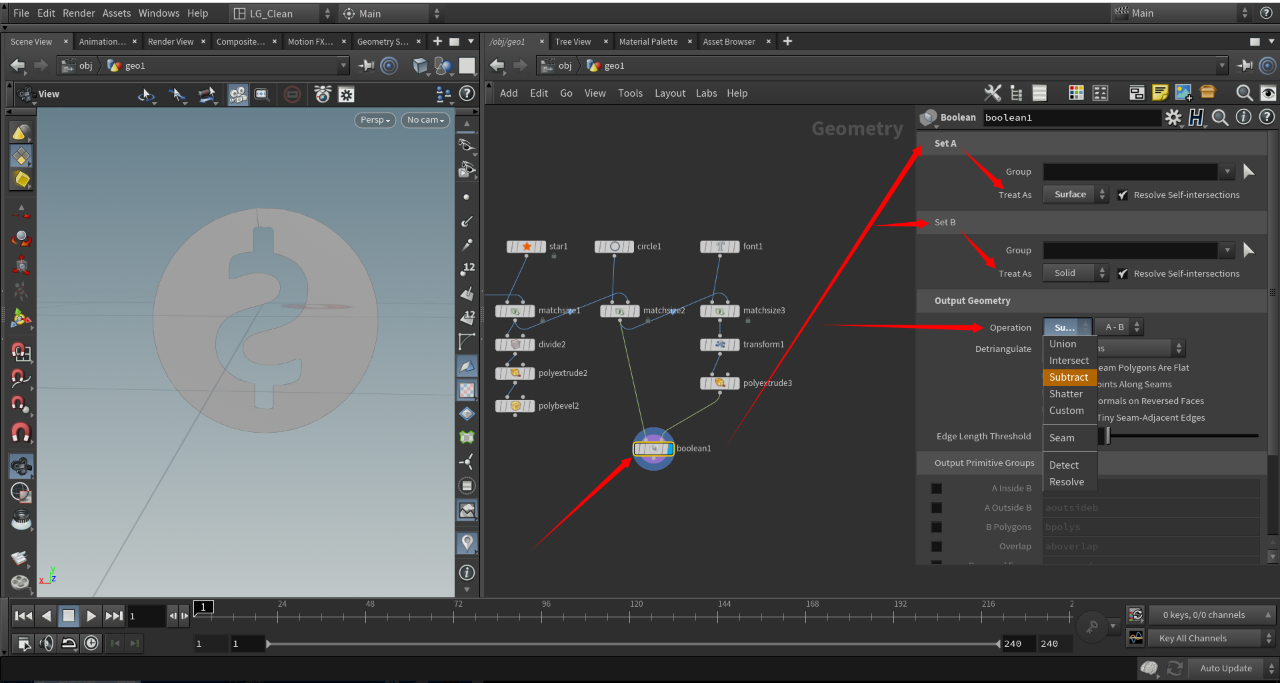 File Edit Render Assets Windows Help LG_Clean Main Main
Scene View Animation... Render View Composite... Motion FX... Geometry S...
/obj/geo1 Tree View Material Palette Asset Browser
obj geo1
obj geo1
View
Add Edit Go View Tools Layout Labs Help
Persp No cam
Geometry
Boolean boolean1
Set A
Group
Treat As Surface Resolve Self-intersections
Set B
Group
Treat As Solid Resolve Self-intersections
Output Geometry
Operation Su... A - B
Detriangulate
Union
Intersect
Subtract
Shatter
Custom
Seam
Detect
Resolve
eam Polygons Are Flat
oints Along Seams
ormals on Reversed Faces
Tiny Seam-Adjacent Edges
Edge Length Threshold
Output Primitive Groups
A Inside B
A Outside B aoutsideb
B Polygons bpolys
Overlap aboverlap
star1 circle1 font1
matchsize1 matchsize2 matchsize3
divide2 transform1
polyextrude2 polyextrude3
polybevel2
boolean1
12
12
y
x z
1 1 24 48 72 96 120 144 168 192 216 2
0 keys, 0/0 channels
1 1 240 240
Key All Channels
Auto Update